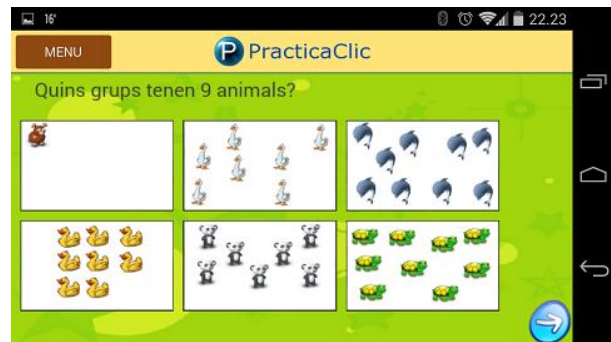 16°
22.23
MENU
P PracticaClic
Quins grups tenen 9 animals?